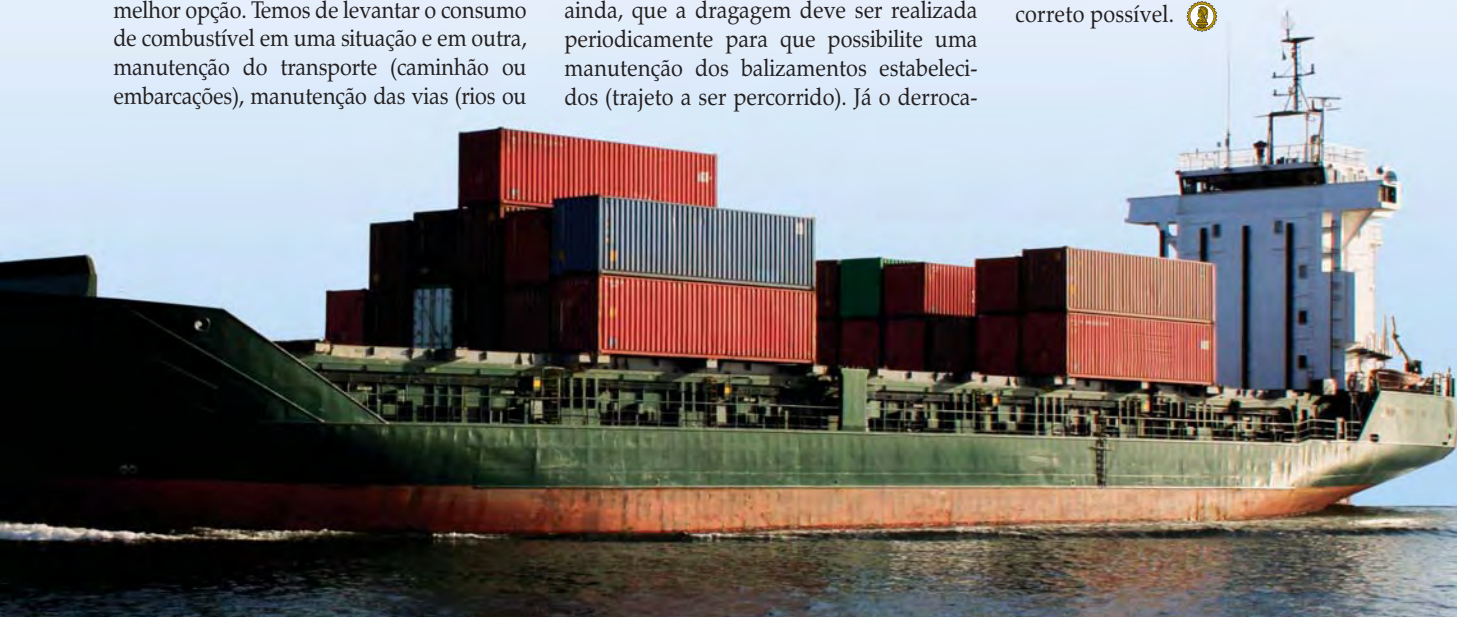 melhor opção. Temos de levantar o consumo
de combustível em uma situação e em outra,
manutenção do transporte (caminhão ou
embarcações), manutenção das vias (rios ou
ainda, que a dragagem deve ser realizada
periodicamente para que possibilite uma
manutenção dos balizamentos estabeleci-
dos (trajeto a ser percorrido). Já o derroca-
correto possível.